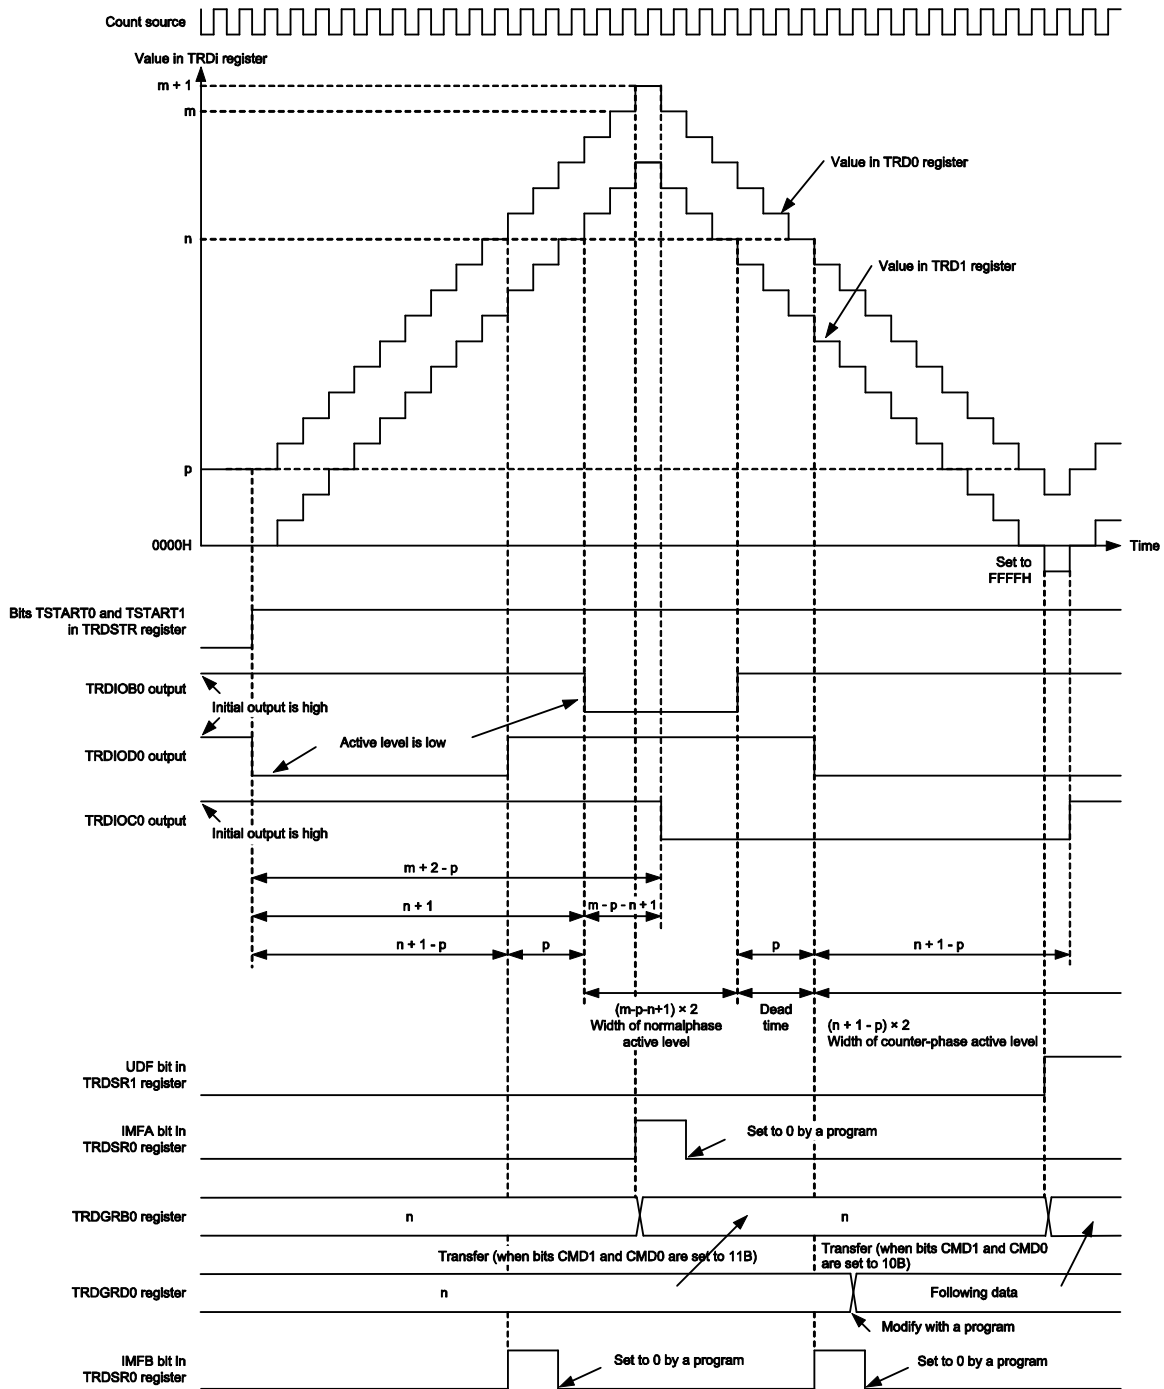 Count source
Value in TRDi register
m + 1
m
Value in TRD0 register
n
Value in TRD1 register
p
0000H
Time
Set to
FFFFH
Bits TSTART0 and TSTART1
in TRDSTR register
TRDIOB0 output
Initial output is high
TRDIOD0 output
Active level is low
TRDIOC0 output
Initial output is high
m + 2 - p
n + 1
m - p - n + 1
n + 1 - p
p
p
n + 1 - p
(m-p-n+1) × 2
Width of normalphase
active level
Dead
time
(n + 1 - p) × 2
Width of counter-phase active level
UDF bit in
TRDSR1 register
IMFA bit in
TRDSR0 register
Set to 0 by a program
TRDGRB0 register
n
n
Transfer (when bits CMD1 and CMD0 are set to 11B)
Transfer (when bits CMD1 and CMD0
are set to 10B)
TRDGRD0 register
n
Following data
Modify with a program
IMFB bit in
TRDSR0 register
Set to 0 by a program
Set to 0 by a program